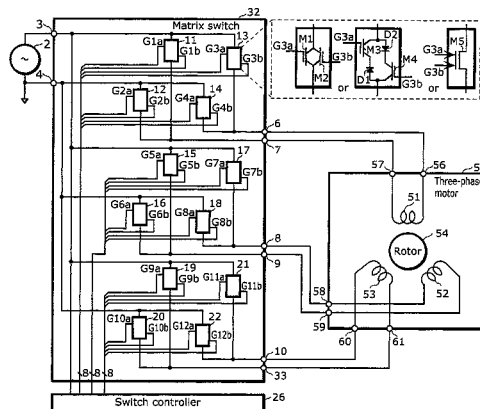 Matrix switch
32
3
2
4
G1a
11
G1b
G3a
13
G3b
12
G2a
G2b
G4a
14
G4b
M1
G3a
G3b
M2
or
D2
G3a
M3
M4
D1
G3b
or
M5
G3a
G3b
6
7
15
G5a
G5b
17
G7a
G7b
16
G6a
G6b
18
G8a
G8b
8
9
19
G9a
G9b
21
G11a
G11b
20
G10a
G10b
22
G12a
G12b
10
33
8 8 8
Switch controller
26
57
56
5
Three-phase
motor
51
Rotor
54
53
52
58
59
60
61